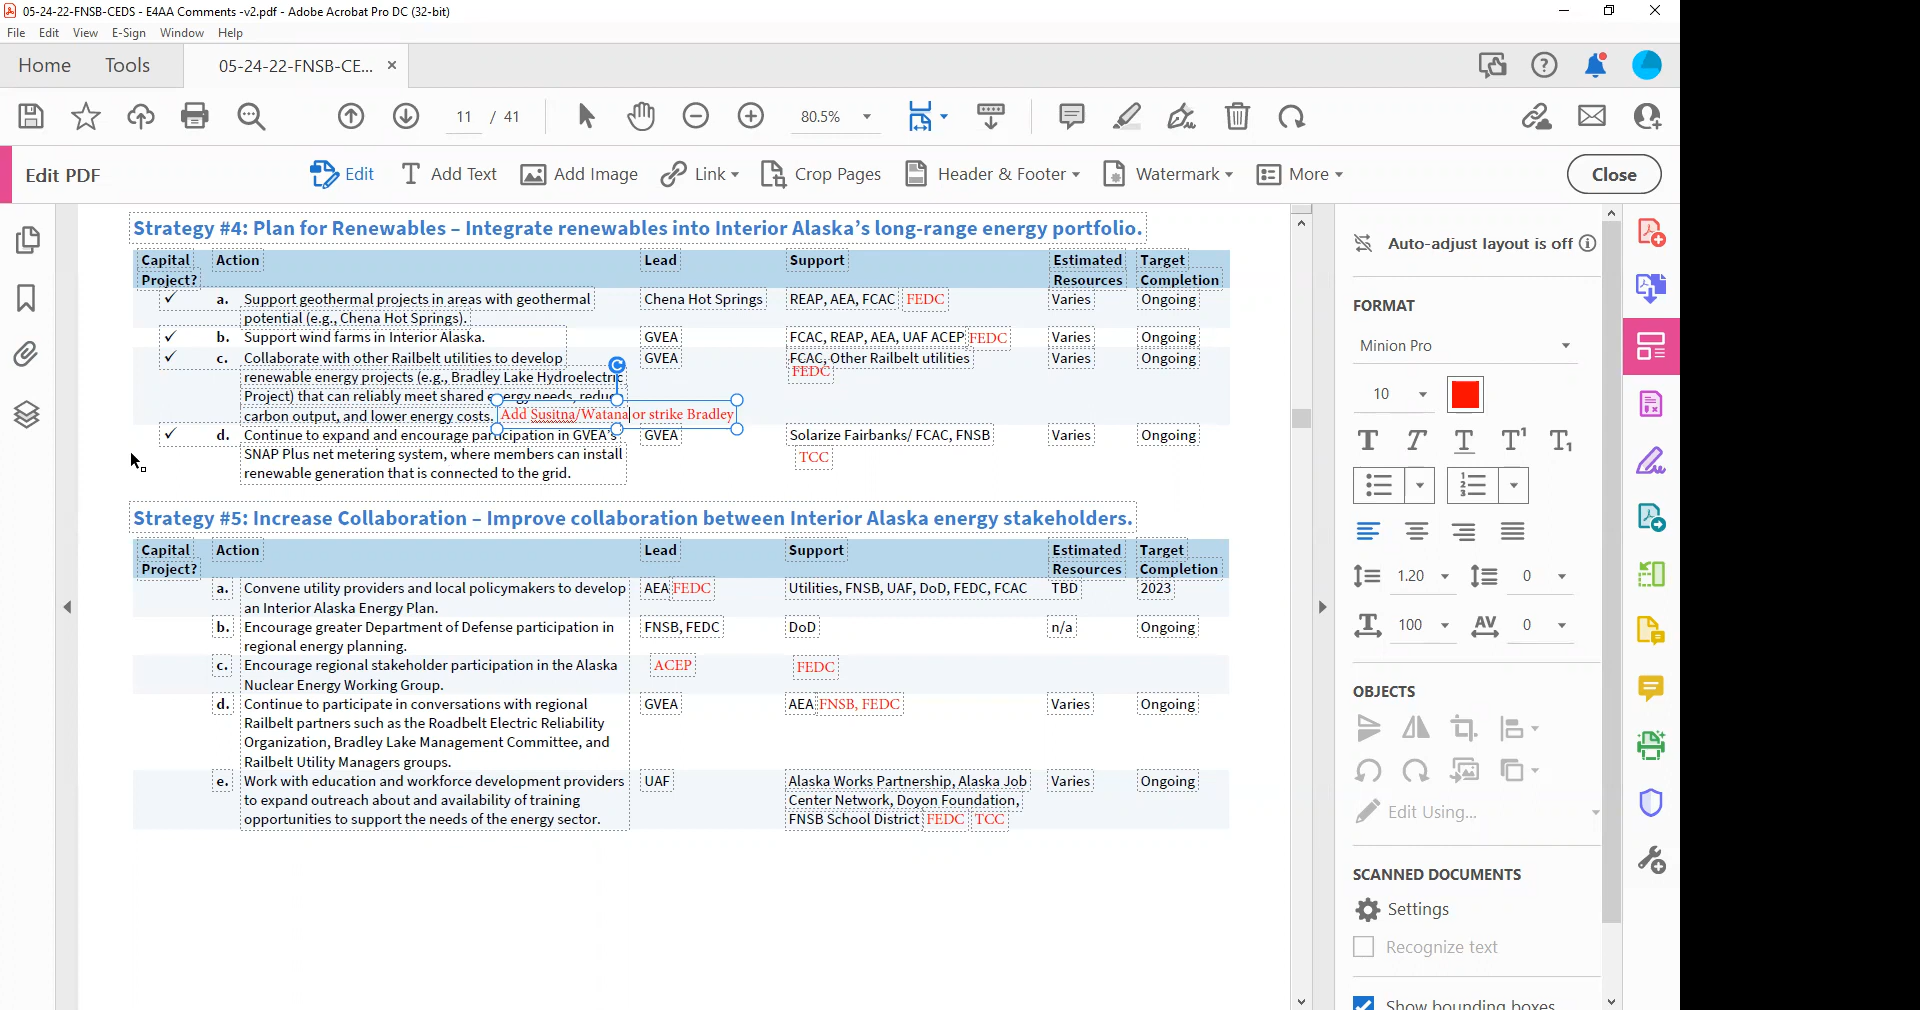 05-24-22-FNSB-CEDS - E4AA Comments -v2.pdf - Adobe Acrobat Pro DC (32-bit)
File Edit View E-Sign Window Help
Home Tools 05-24-22-FNSB-CE... ×
11 / 41 80.5%
Edit PDF Edit Add Text Add Image Link Crop Pages Header & Footer Watermark More Close
Strategy #4: Plan for Renewables – Integrate renewables into Interior Alaska’s long-range energy portfolio.
Capital Action Lead Support Estimated Target
Project? Resources Completion
✓ a. Support geothermal projects in areas with geothermal Chena Hot Springs REAP, AEA, FCAC FEDC Varies Ongoing
potential (e.g., Chena Hot Springs).
✓ b. Support wind farms in Interior Alaska. GVEA FCAC, REAP, AEA, UAF ACEP FEDC Varies Ongoing
✓ c. Collaborate with other Railbelt utilities to develop GVEA FCAC, Other Railbelt utilities Varies Ongoing
FEDC
renewable energy projects (e.g., Bradley Lake Hydroelectric
Project) that can reliably meet shared energy needs, reduc
carbon output, and lower energy costs. Add Susitna/Watana or strike Bradley
✓ d. Continue to expand and encourage participation in GVEA’s GVEA Solarize Fairbanks/ FCAC, FNSB Varies Ongoing
SNAP Plus net metering system, where members can install TCC
renewable generation that is connected to the grid.
Strategy #5: Increase Collaboration – Improve collaboration between Interior Alaska energy stakeholders.
Capital Action Lead Support Estimated Target
Project? Resources Completion
a. Convene utility providers and local policymakers to develop AEA FEDC Utilities, FNSB, UAF, DoD, FEDC, FCAC TBD 2023
an Interior Alaska Energy Plan.
b. Encourage greater Department of Defense participation in FNSB, FEDC DoD n/a Ongoing
regional energy planning.
c. Encourage regional stakeholder participation in the Alaska ACEP FEDC
Nuclear Energy Working Group.
d. Continue to participate in conversations with regional GVEA AEA FNSB, FEDC Varies Ongoing
Railbelt partners such as the Roadbelt Electric Reliability
Organization, Bradley Lake Management Committee, and
Railbelt Utility Managers groups.
e. Work with education and workforce development providers UAF Alaska Works Partnership, Alaska Job Varies Ongoing
to expand outreach about and availability of training Center Network, Doyon Foundation,
opportunities to support the needs of the energy sector. FNSB School District FEDC TCC
Auto-adjust layout is off
FORMAT
Minion Pro
10
T T T T¹ T₁
1.20 0
100 AV 0
OBJECTS
Edit Using...
SCANNED DOCUMENTS
Settings
Recognize text
Show bounding boxes